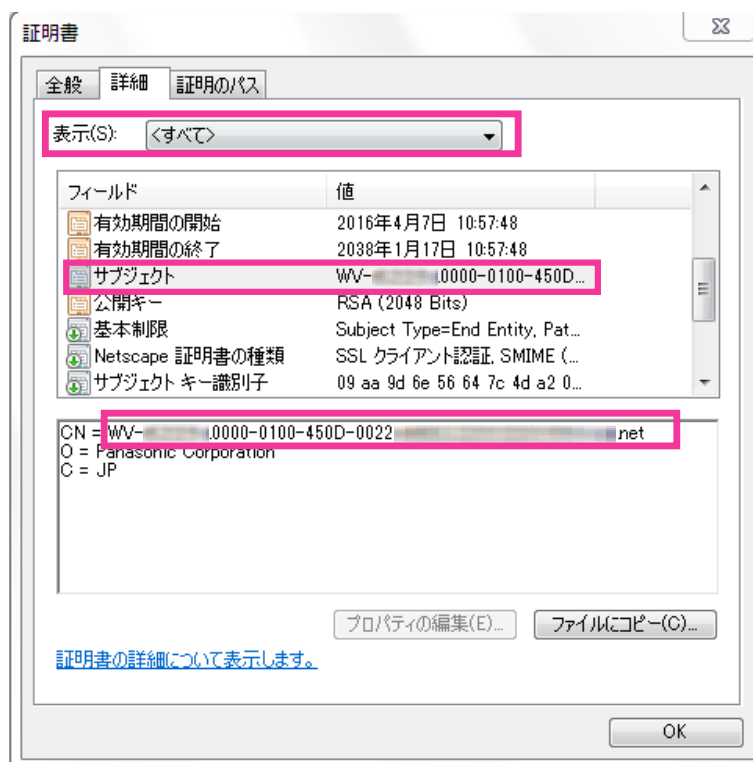 証明書
全般 詳細 証明のパス
表示(S): <すべて>
フィールド 値
有効期間の開始 2016年4月7日 10:57:48
有効期間の終了 2038年1月17日 10:57:48
サブジェクト WV- .0000-0100-450D...
公開キー RSA (2048 Bits)
基本制限 Subject Type=End Entity, Pat...
Netscape 証明書の種類 SSL クライアント認証, SMIME (...
サブジェクト キー識別子 09 aa 9d 6e 56 64 7c 4d a2 0...
CN = WV- .0000-0100-450D-0022 .net
O = Panasonic Corporation
C = JP
プロパティの編集(E)... ファイルにコピー(C)...
証明書の詳細について表示します。
OK